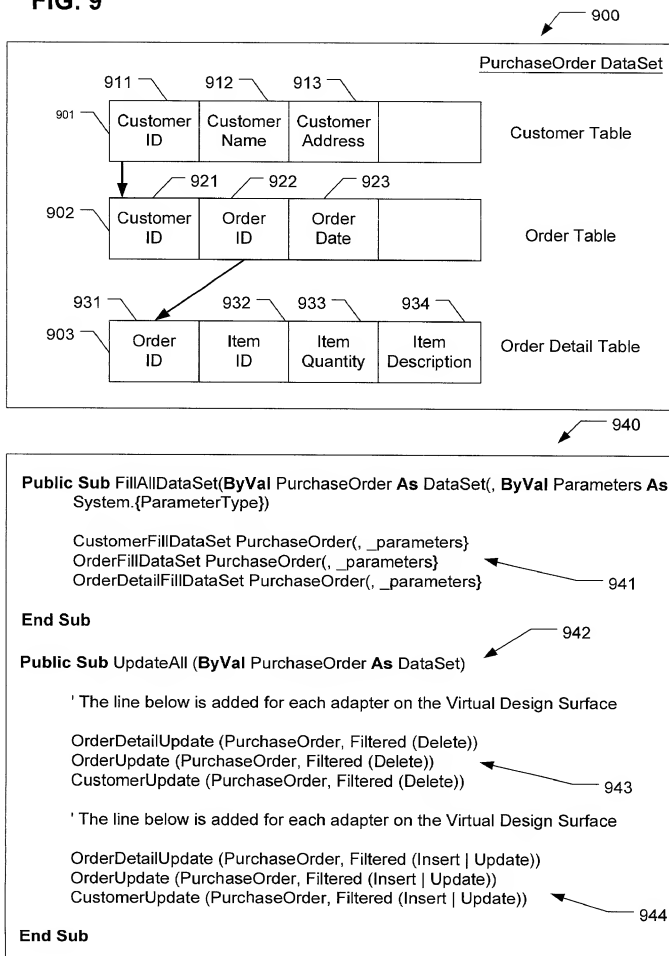 FIG. 9
900
PurchaseOrder DataSet
911 912 913
901 Customer ID Customer Name Customer Address Customer Table
921 922 923
902 Customer ID Order ID Order Date Order Table
931 932 933 934
903 Order ID Item ID Item Quantity Item Description Order Detail Table
940
Public Sub FillAllDataSet(ByVal PurchaseOrder As DataSet(, ByVal Parameters As
System.{ParameterType})
CustomerFillDataSet PurchaseOrder(, _parameters}
OrderFillDataSet PurchaseOrder(, _parameters}
OrderDetailFillDataSet PurchaseOrder(, _parameters}
941
End Sub
942
Public Sub UpdateAll (ByVal PurchaseOrder As DataSet)
' The line below is added for each adapter on the Virtual Design Surface
OrderDetailUpdate (PurchaseOrder, Filtered (Delete))
OrderUpdate (PurchaseOrder, Filtered (Delete))
CustomerUpdate (PurchaseOrder, Filtered (Delete))
943
' The line below is added for each adapter on the Virtual Design Surface
OrderDetailUpdate (PurchaseOrder, Filtered (Insert | Update))
OrderUpdate (PurchaseOrder, Filtered (Insert | Update))
CustomerUpdate (PurchaseOrder, Filtered (Insert | Update))
944
End Sub